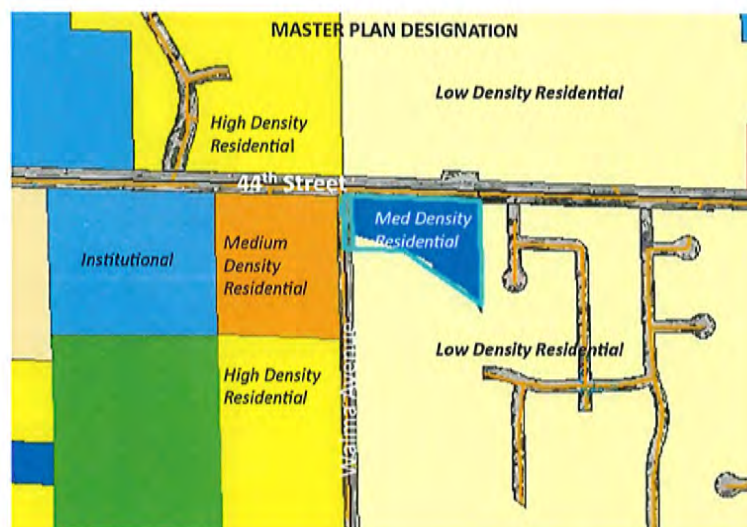 MASTER PLAN DESIGNATION
Low Density Residential
High Density
Residential
44th Street
Med Density
Residential
Institutional
Medium
Density
Residential
Low Density Residential
High Density
Residential
Walma Avenue